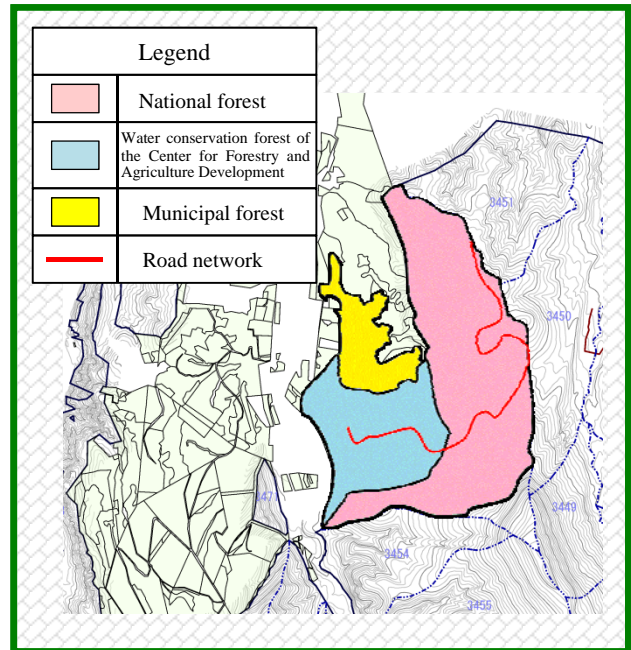 Legend
National forest
Water conservation forest of
the Center for Forestry and
Agriculture Development
Municipal forest
Road network
3451
3450
3449
3454
3455